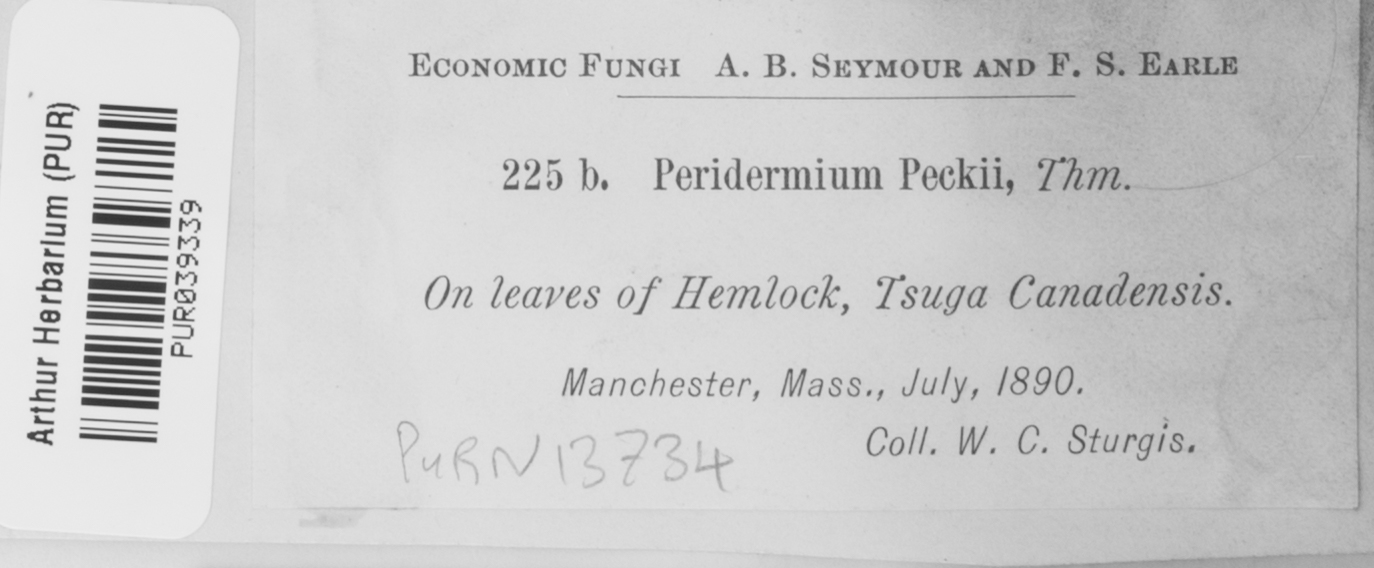 Arthur Herbarium (PUR)
PUR039339
ECONOMIC FUNGI A. B. SEYMOUR AND F. S. EARLE
225 b. Peridermium Peckii, Thm.
On leaves of Hemlock, Tsuga Canadensis.
Manchester, Mass., July, 1890.
Coll. W. C. Sturgis.
PURN13734